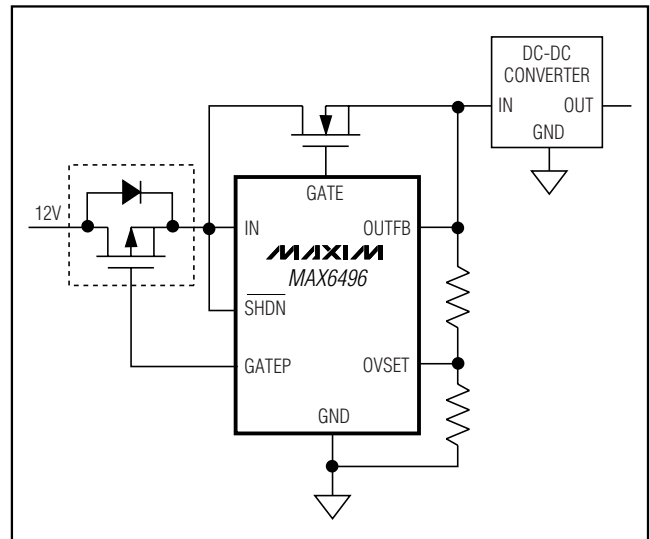 DC-DC
CONVERTER
IN OUT
GND
GATE
12V
IN OUTFB
MAXIM
MAX6496
SHDN
GATEP OVSET
GND